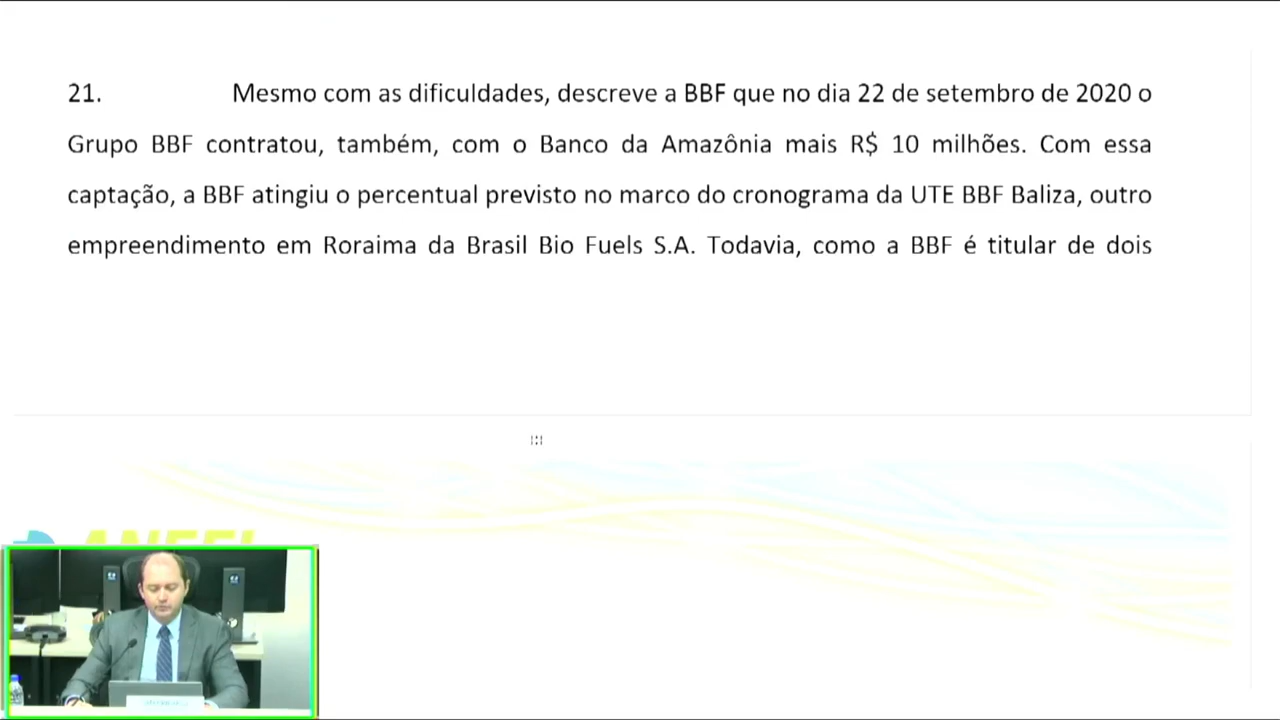 21. Mesmo com as dificuldades, descreve a BBF que no dia 22 de setembro de 2020 o
Grupo BBF contratou, também, com o Banco da Amazônia mais R$ 10 milhões. Com essa
captação, a BBF atingiu o percentual previsto no marco do cronograma da UTE BBF Baliza, outro
empreendimento em Roraima da Brasil Bio Fuels S.A. Todavia, como a BBF é titular de dois
ANEEL